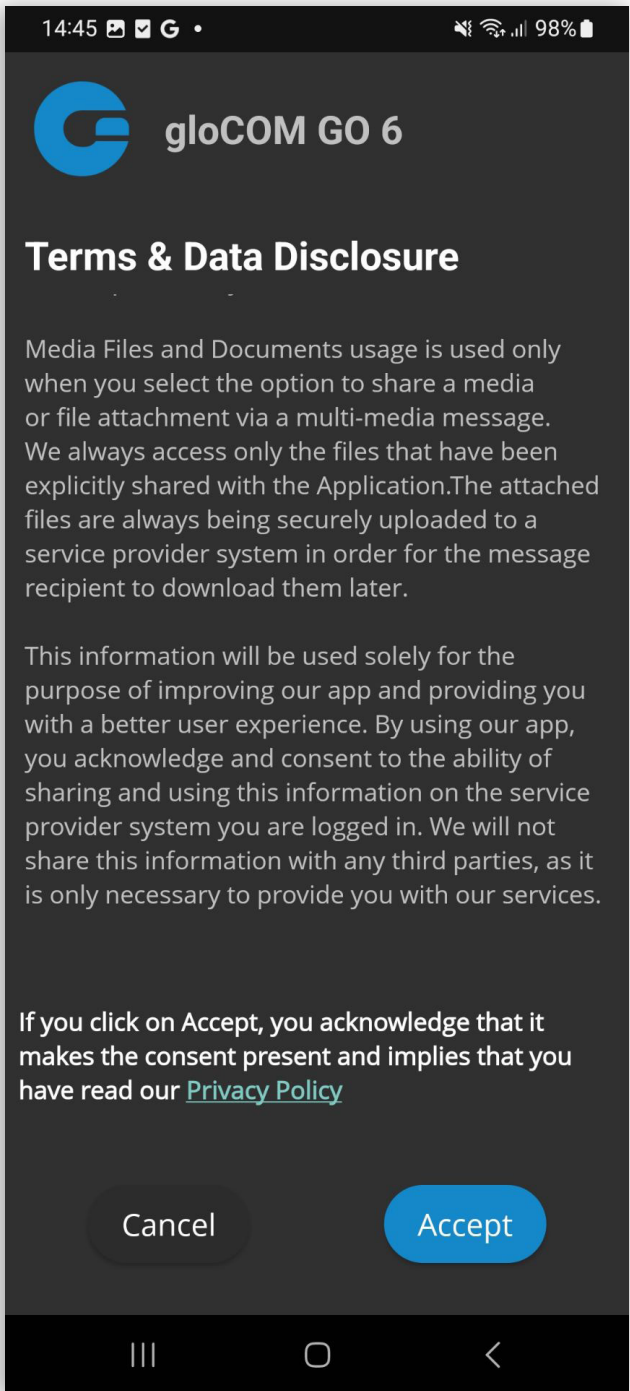 14:45 G
98%
gloCOM GO 6
Terms & Data Disclosure
Media Files and Documents usage is used only
when you select the option to share a media
or file attachment via a multi-media message.
We always access only the files that have been
explicitly shared with the Application.The attached
files are always being securely uploaded to a
service provider system in order for the message
recipient to download them later.
This information will be used solely for the
purpose of improving our app and providing you
with a better user experience. By using our app,
you acknowledge and consent to the ability of
sharing and using this information on the service
provider system you are logged in. We will not
share this information with any third parties, as it
is only necessary to provide you with our services.
If you click on Accept, you acknowledge that it
makes the consent present and implies that you
have read our Privacy Policy
Cancel
Accept